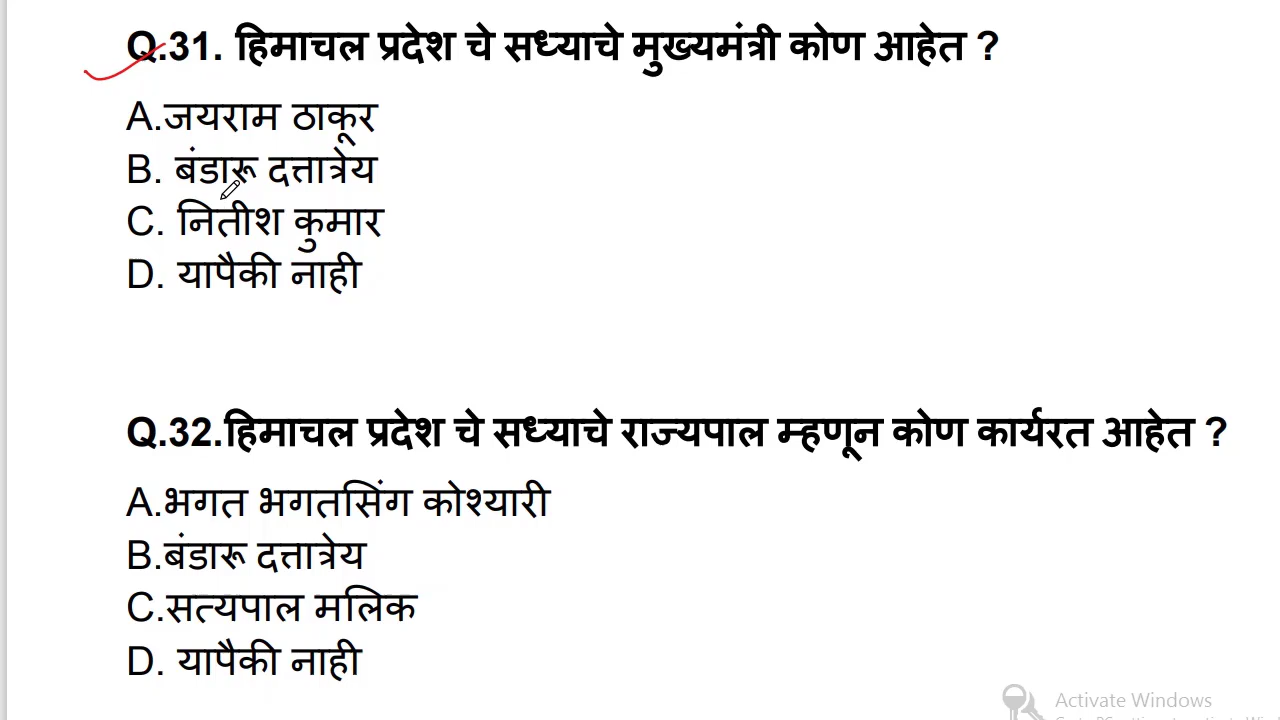 Q.31. हिमाचल प्रदेश चे सध्याचे मुख्यमंत्री कोण आहेत ?
A.जयराम ठाकूर
B. बंडारू दत्तात्रेय
C. नितीश कुमार
D. यापैकी नाही
Q.32.हिमाचल प्रदेश चे सध्याचे राज्यपाल म्हणून कोण कार्यरत आहेत ?
A.भगत भगतसिंग कोश्यारी
B.बंडारू दत्तात्रेय
C.सत्यपाल मलिक
D. यापैकी नाही
Activate Windows